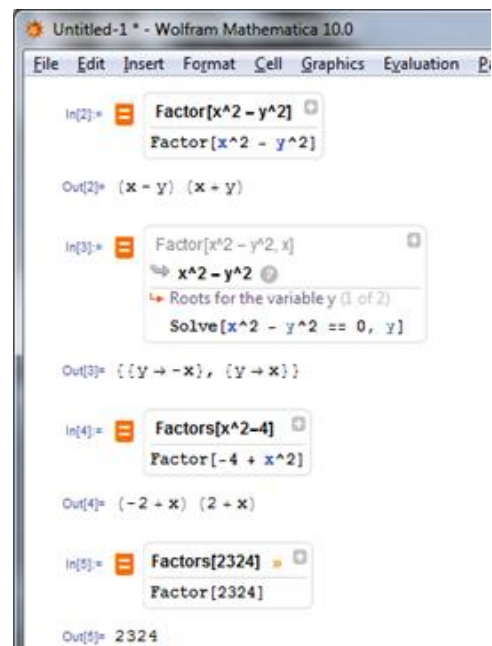 Untitled-1 * - Wolfram Mathematica 10.0
File Edit Insert Format Cell Graphics Evaluation Pa
In[2]:= Factor[x^2 – y^2]
Factor[x^2 - y^2]
Out[2]= (x - y) (x + y)
In[3]:= Factor[x^2 – y^2, x]
x^2 – y^2
Roots for the variable y (1 of 2)
Solve[x^2 - y^2 == 0, y]
Out[3]= {{y → -x}, {y → x}}
In[4]:= Factors[x^2–4]
Factor[-4 + x^2]
Out[4]= (-2 + x) (2 + x)
In[5]:= Factors[2324] »
Factor[2324]
Out[5]= 2324